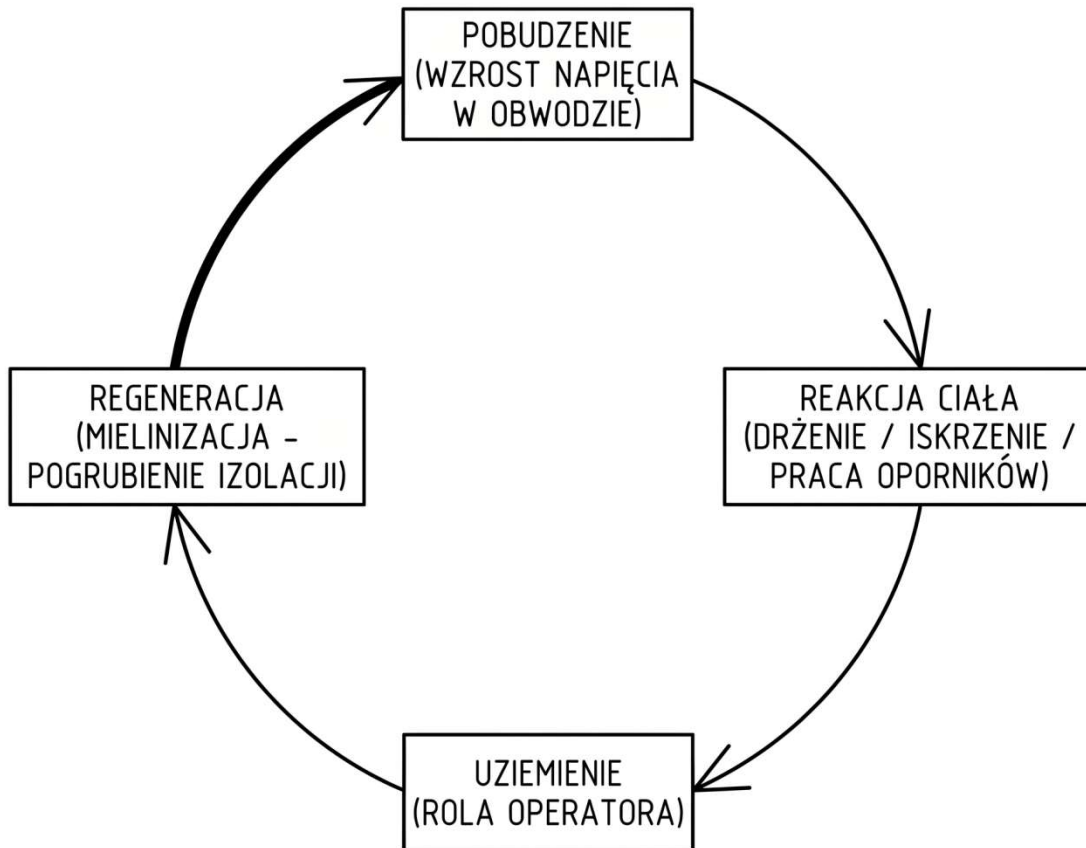 POBUDZENIE
(WZROST NAPIĘCIA
W OBWODZIE)
REAKCJA CIAŁA
(DRŻENIE / ISKRZENIE /
PRACA OPORNIKÓW)
UZIEMIENIE
(ROLA OPERATORA)
REGENERACJA
(MIELINIZACJA –
POGRUBIENIE IZOLACJI)